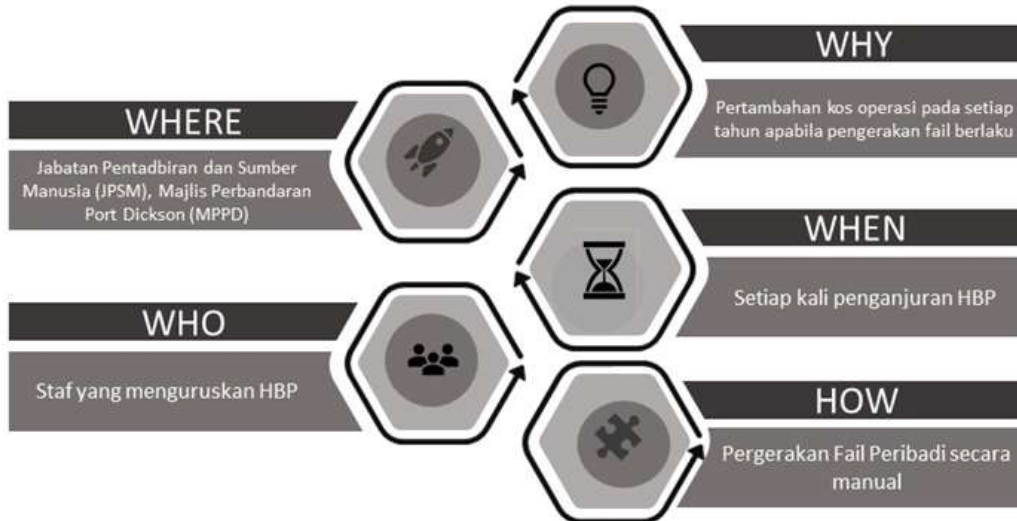 WHERE
Jabatan Pentadbiran dan Sumber
Manusia (JPSM), Majlis Perbandaran
Port Dickson (MPPD)
WHO
Staf yang menguruskan HBP
WHY
Pertambahan kos operasi pada setiap
tahun apabila pengerakan fail berlaku
WHEN
Setiap kali penganjuran HBP
HOW
Pergerakan Fail Peribadi secara
manual